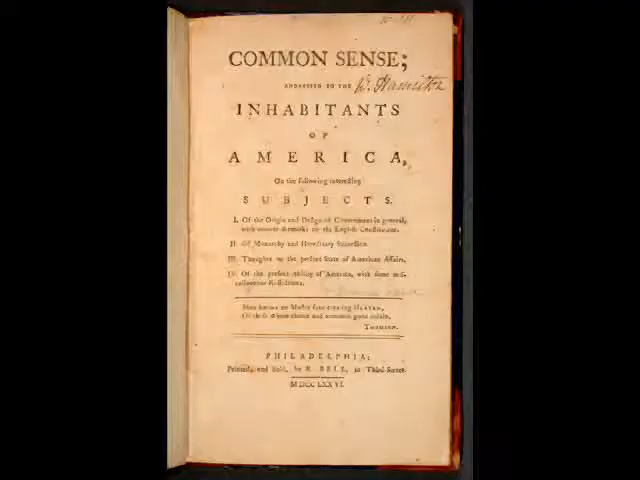 COMMON SENSE;
ADDRESSED TO THE
W. Hamilton
INHABITANTS
OF
AMERICA,
On the following interesting
SUBJECTS.
I. Of the Origin and Design of Government in general, with concise Remarks on the English Constitution.
II. Of Monarchy and Hereditary Succession.
III. Thoughts on the present State of American Affairs.
IV. Of the present Ability of America, with some miscellaneous Reflections.
Man knows no Master save creating HEAVEN,
Or those whom choice and common good ordain.
THOMSON.
PHILADELPHIA;
Printed, and Sold, by R. BELL, in Third-Street.
MDCCLXXVI.